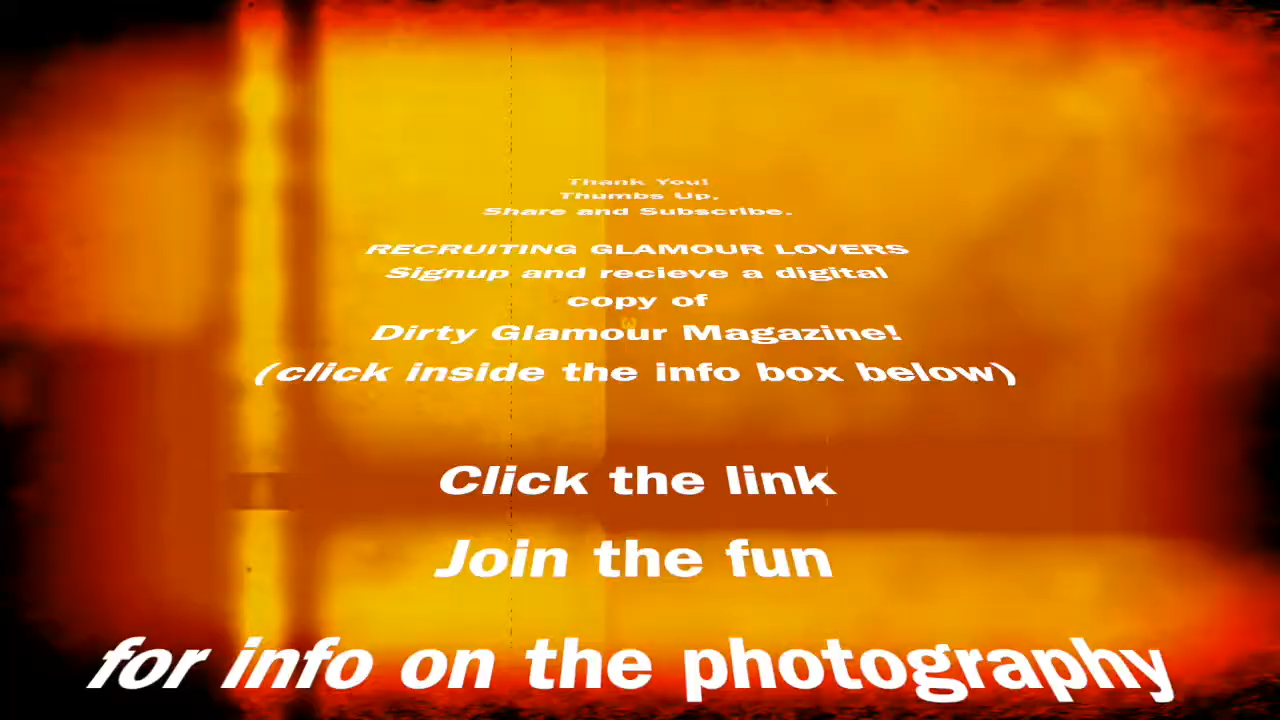 Thank You!
Thumbs Up,
Share and Subscribe.
RECRUITING GLAMOUR LOVERS
Signup and recieve a digital
copy of
Dirty Glamour Magazine!
(click inside the info box below)
Click the link
Join the fun
for info on the photography